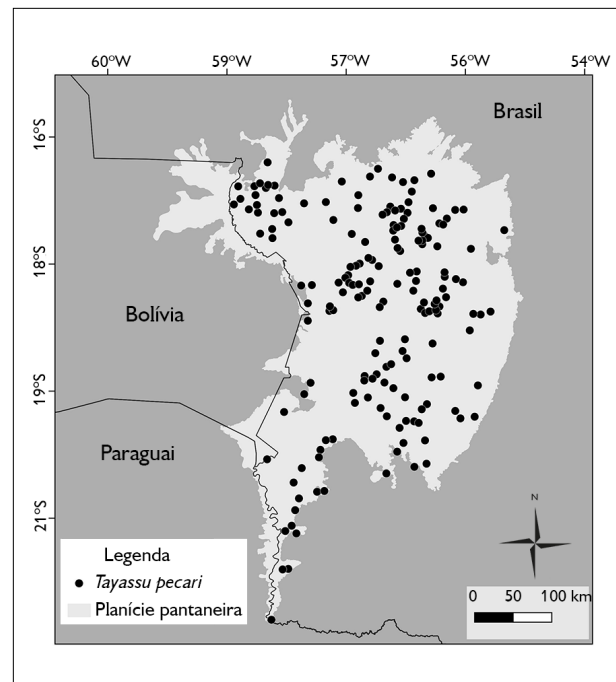 60°W 59°W 57°W 56°W 54°W
Brasil
16°S
18°S
Bolívia
19°S
Paraguai
21°S
N
Legenda
Tayassu pecari
Planície pantaneira
0 50 100 km